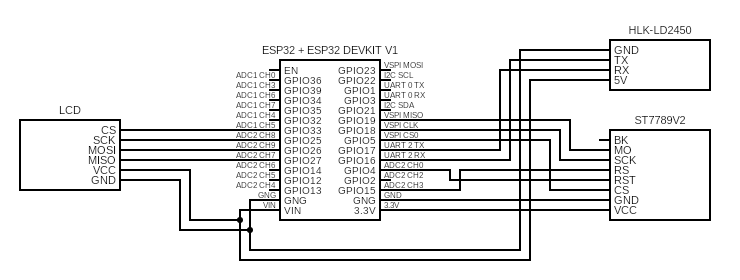 HLK-LD2450
GND
TX
RX
5V
ESP32 + ESP32 DEVKIT V1
EN
GPIO36
GPIO39
GPIO34
GPIO35
GPIO32
GPIO33
GPIO25
GPIO26
GPIO27
GPIO14
GPIO12
GPIO13
GNG
VIN
ADC1 CH0
ADC1 CH3
ADC1 CH6
ADC1 CH7
ADC1 CH4
ADC1 CH5
ADC2 CH8
ADC2 CH9
ADC2 CH7
ADC2 CH6
ADC2 CH5
ADC2 CH4
GNG
VIN
GPIO23
GPIO22
GPIO1
GPIO3
GPIO21
GPIO19
GPIO18
GPIO5
GPIO17
GPIO16
GPIO4
GPIO2
GPIO15
GNG
3.3V
VSPI MOSI
I2C SCL
UART 0 TX
UART 0 RX
I2C SDA
VSPI MISO
VSPI CLK
VSPI CS0
UART 2 TX
UART 2 RX
ADC2 CH0
ADC2 CH2
ADC2 CH3
GND
3.3V
LCD
CS
SCK
MOSI
MISO
VCC
GND
ST7789V2
BK
MO
SCK
RS
RST
CS
GND
VCC